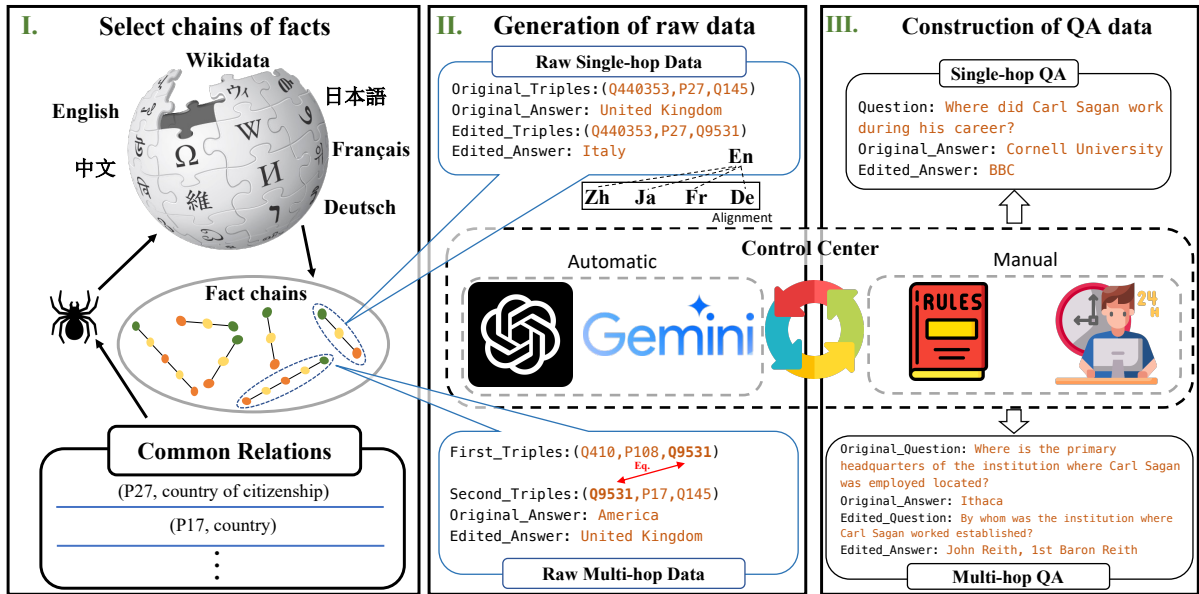 I. Select chains of facts
Wikidata
English
日本語
中文
Français
Deutsch
Ω
W
И
維
ウィ
7
Fact chains
Common Relations
(P27, country of citizenship)
(P17, country)
II. Generation of raw data
Raw Single-hop Data
Original_Triples:(Q440353,P27,Q145)
Original_Answer: United Kingdom
Edited_Triples:(Q440353,P27,Q9531)
Edited_Answer: Italy
En
Zh Ja Fr De
Alignment
Control Center
Automatic
Gemini
Manual
RULES
24
H
First_Triples:(Q410,P108,Q9531)
Eq.
Second_Triples:(Q9531,P17,Q145)
Original_Answer: America
Edited_Answer: United Kingdom
Raw Multi-hop Data
III. Construction of QA data
Single-hop QA
Question: Where did Carl Sagan work
during his career?
Original_Answer: Cornell University
Edited_Answer: BBC
Original_Question: Where is the primary
headquarters of the institution where Carl Sagan
was employed located?
Original_Answer: Ithaca
Edited_Question: By whom was the institution where
Carl Sagan worked established?
Edited_Answer: John Reith, 1st Baron Reith
Multi-hop QA